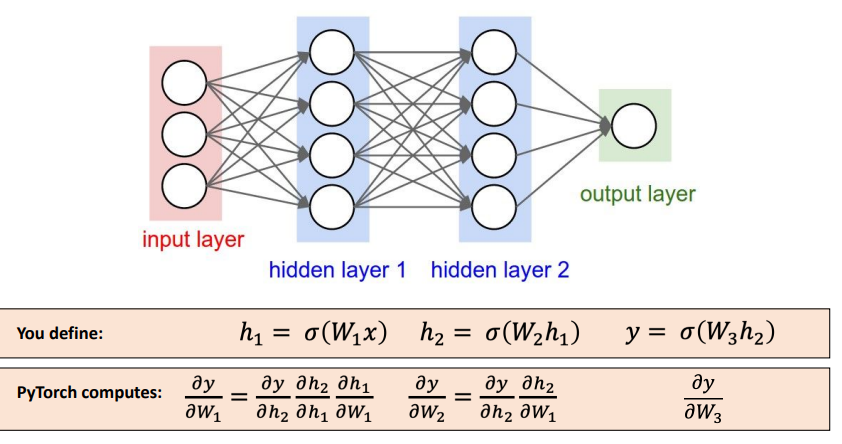 input layer
hidden layer 1
hidden layer 2
output layer
You define: h₁ = σ(W₁x) h₂ = σ(W₂h₁) y = σ(W₃h₂)
PyTorch computes: ∂y/∂W₁ = ∂y/∂h₂ ∂h₂/∂h₁ ∂h₁/∂W₁ ∂y/∂W₂ = ∂y/∂h₂ ∂h₂/∂W₁ ∂y/∂W₃